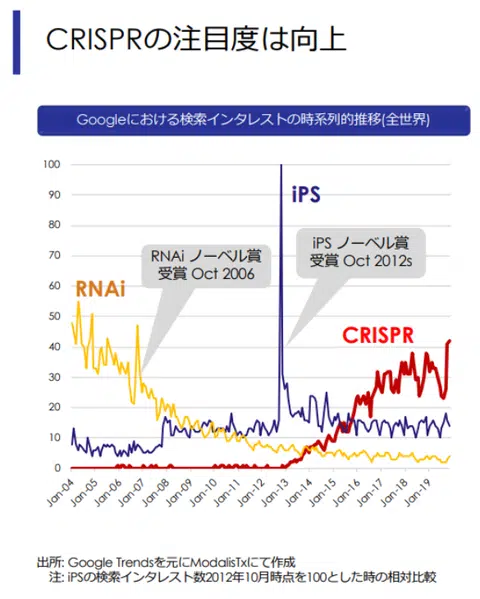 CRISPRの注目度は向上
Googleにおける検索インタレストの時系列的推移(全世界)
100
90
80
70
60
50
40
30
20
10
0
iPS
RNAi ノーベル賞
受賞 Oct 2006
iPS ノーベル賞
受賞 Oct 2012s
RNAi
CRISPR
Jan-04
Jan-05
Jan-06
Jan-07
Jan-08
Jan-09
Jan-10
Jan-11
Jan-12
Jan-13
Jan-14
Jan-15
Jan-16
Jan-17
Jan-18
Jan-19
出所: Google Trendsを元にModalisTxにて作成
注: iPSの検索インタレスト数2012年10月時点を100とした時の相対比較